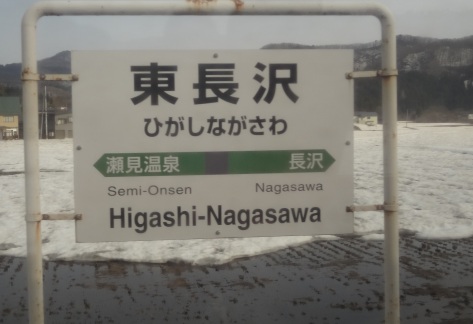 東長沢
ひがしながさわ
瀬見温泉 長沢
Semi-Onsen Nagasawa
Higashi-Nagasawa